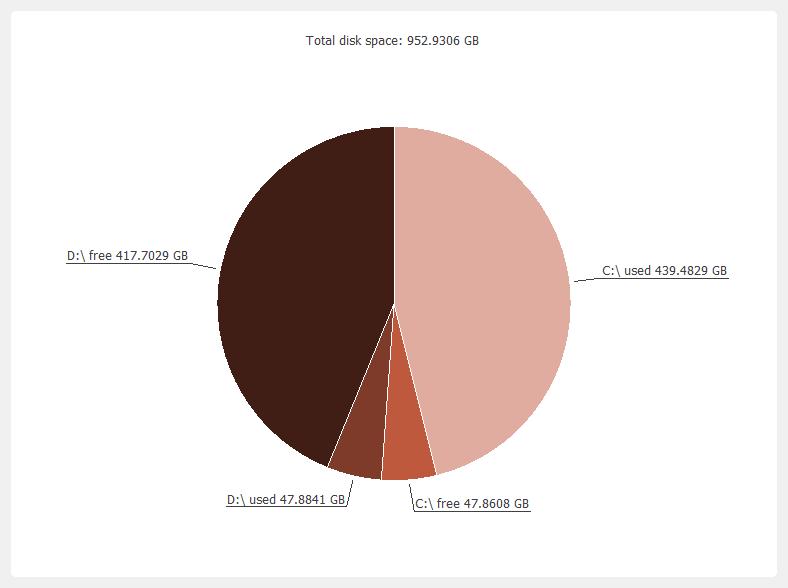 Total disk space: 952.9306 GB
D:\ free 417.7029 GB
C:\ used 439.4829 GB
D:\ used 47.8841 GB
C:\ free 47.8608 GB